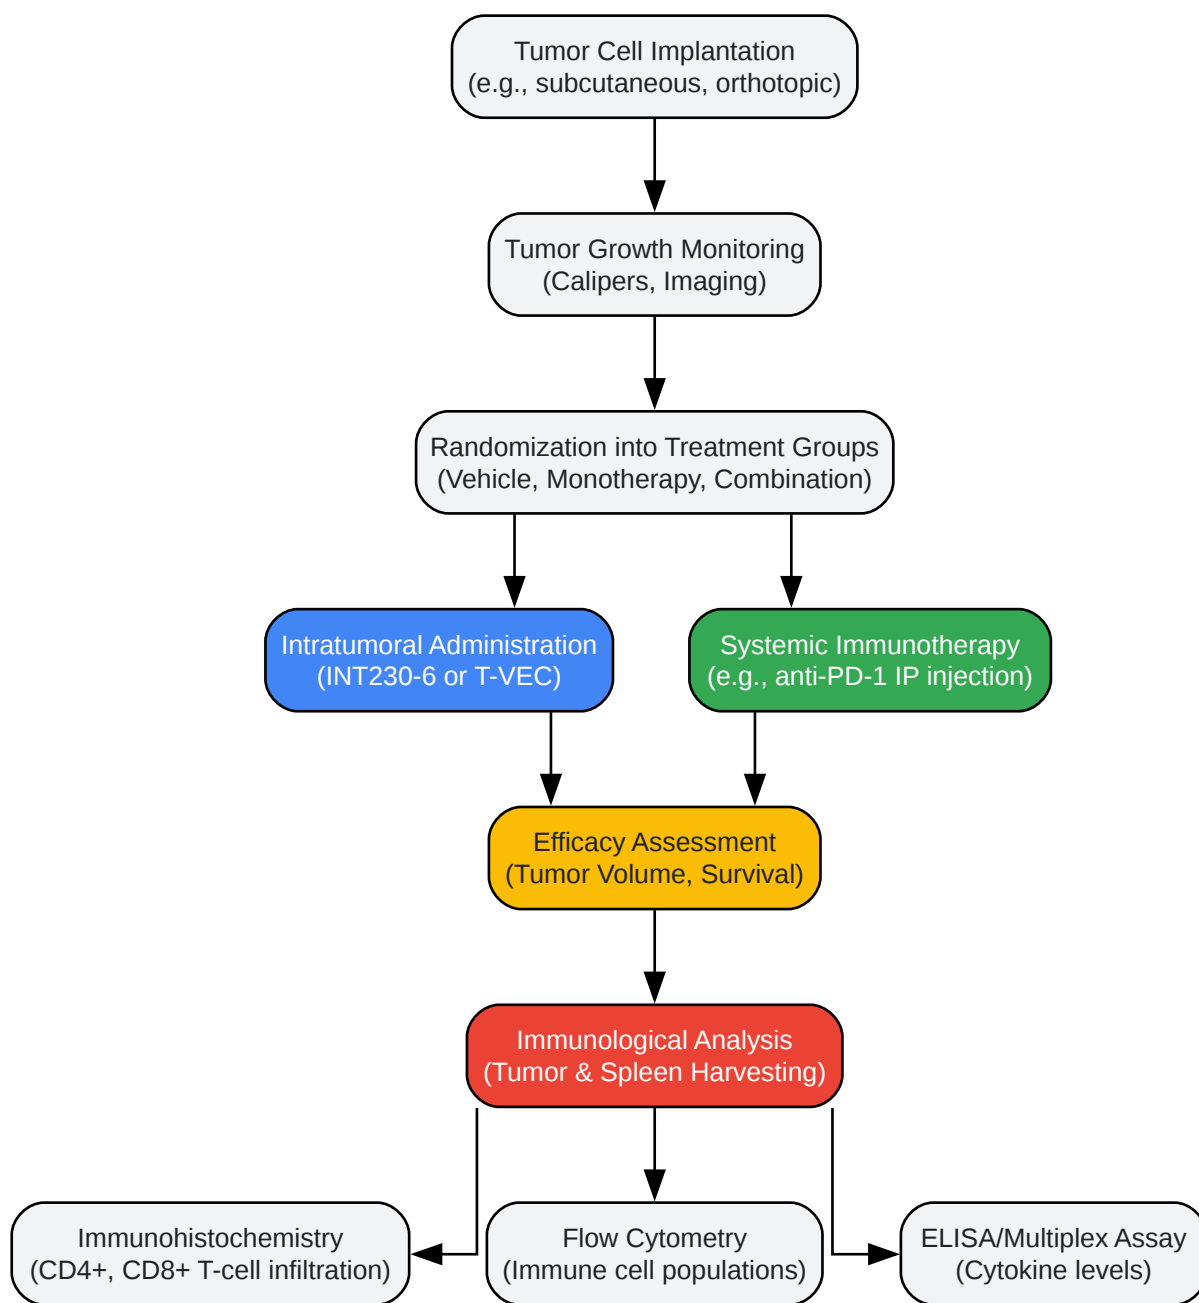 Tumor Cell Implantation
(e.g., subcutaneous, orthotopic)
Tumor Growth Monitoring
(Calipers, Imaging)
Randomization into Treatment Groups
(Vehicle, Monotherapy, Combination)
Intratumoral Administration
(INT230-6 or T-VEC)
Systemic Immunotherapy
(e.g., anti-PD-1 IP injection)
Efficacy Assessment
(Tumor Volume, Survival)
Immunological Analysis
(Tumor & Spleen Harvesting)
Immunohistochemistry
(CD4+, CD8+ T-cell infiltration)
Flow Cytometry
(Immune cell populations)
ELISA/Multiplex Assay
(Cytokine levels)